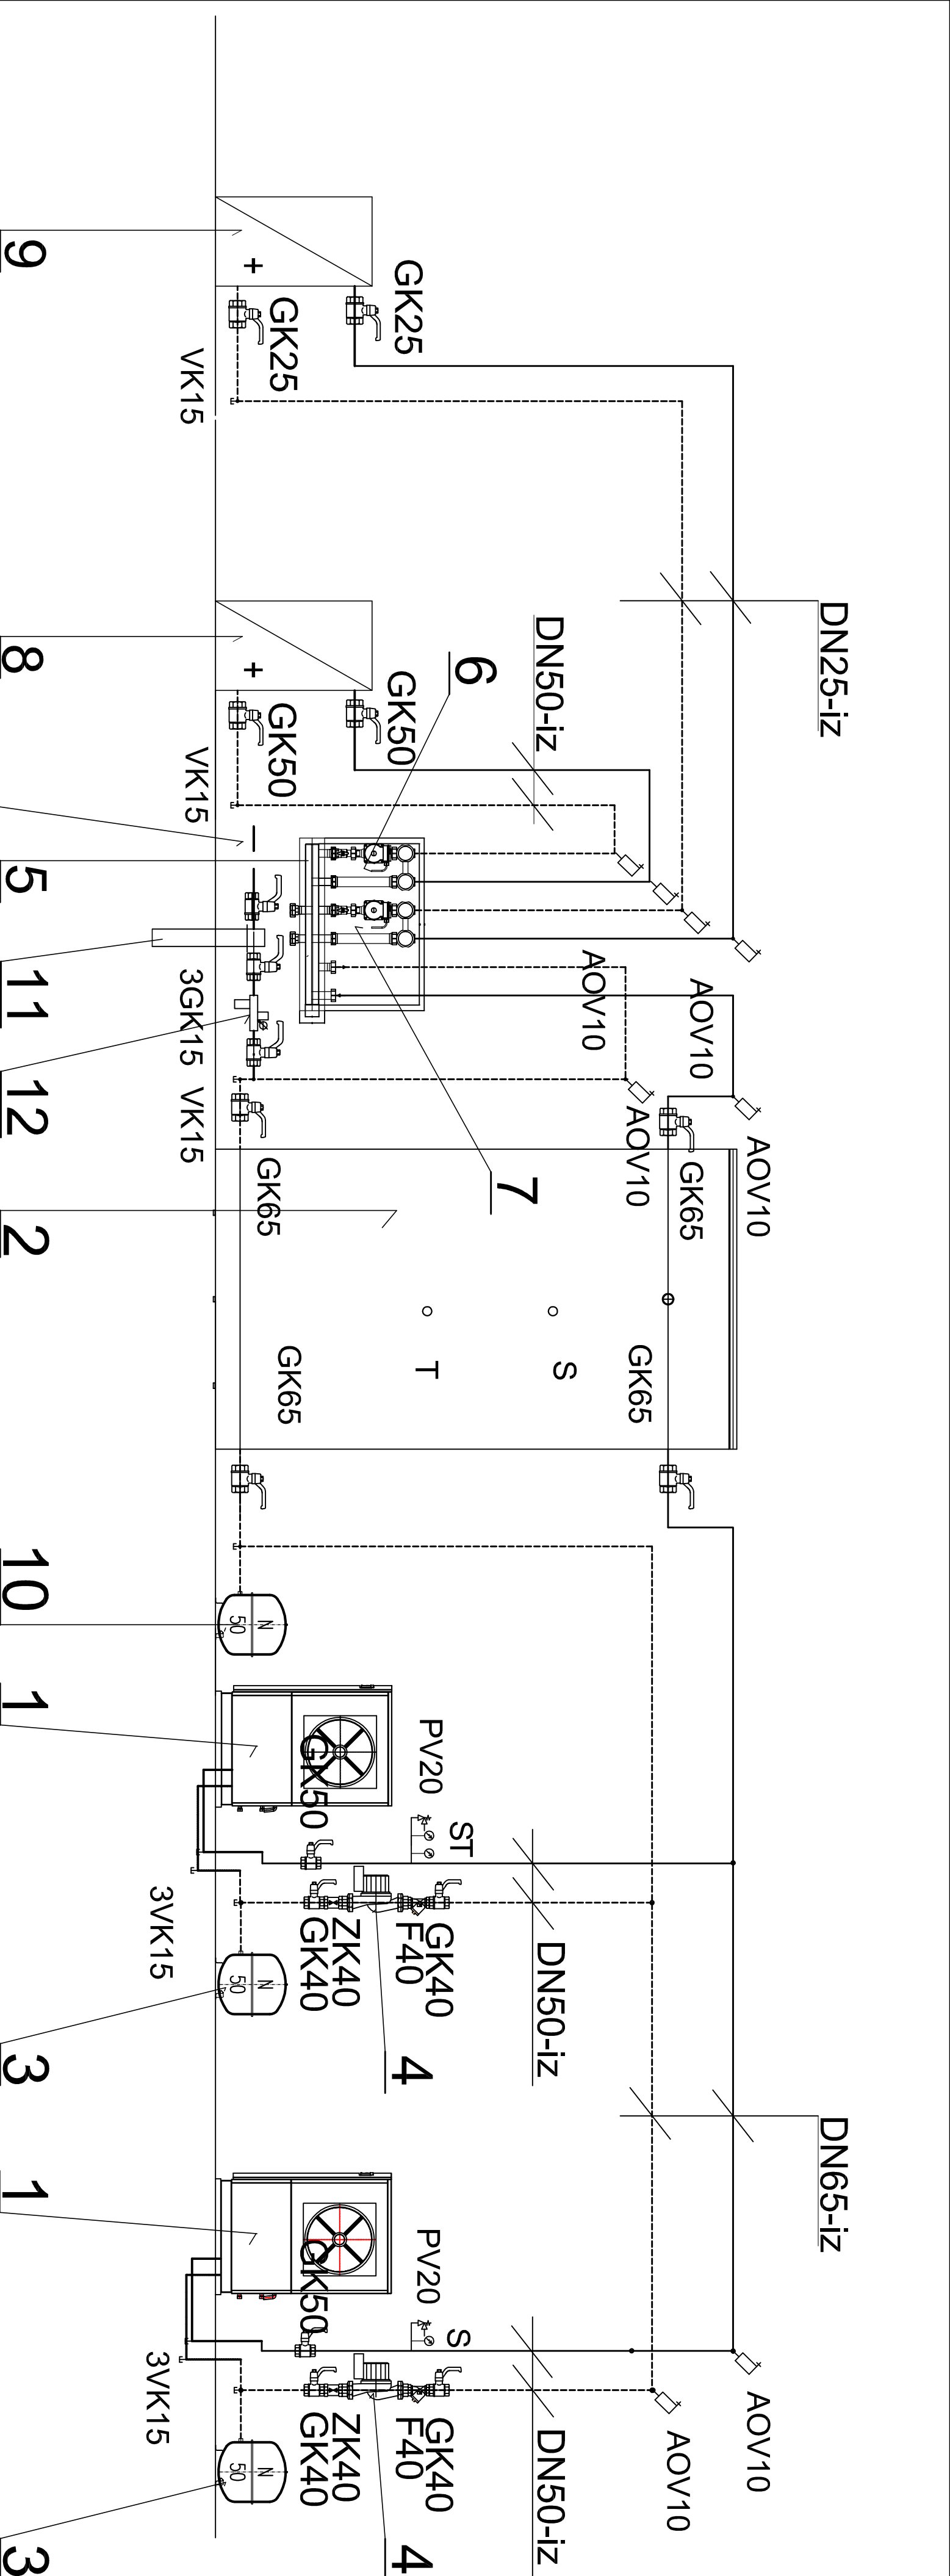 DN25-iz
DN65-iz
AOV10
AOV10
AOV10
AOV10
AOV10
AOV10
DN50-iz
DN50-iz
DN50-iz
GK25
GK25
VK15
GK50
GK50
VK15
6
7
3GK15
VK15
GK65
GK65
GK65
GK65
S
T
+
+
N
50
PV20
ST
GK50
GK40
F40
ZK40
GK40
3VK15
N
50
4
PV20
S
GK50
GK40
F40
ZK40
GK40
3VK15
N
50
4
9
8
5
11
12
2
10
1
3
1
3